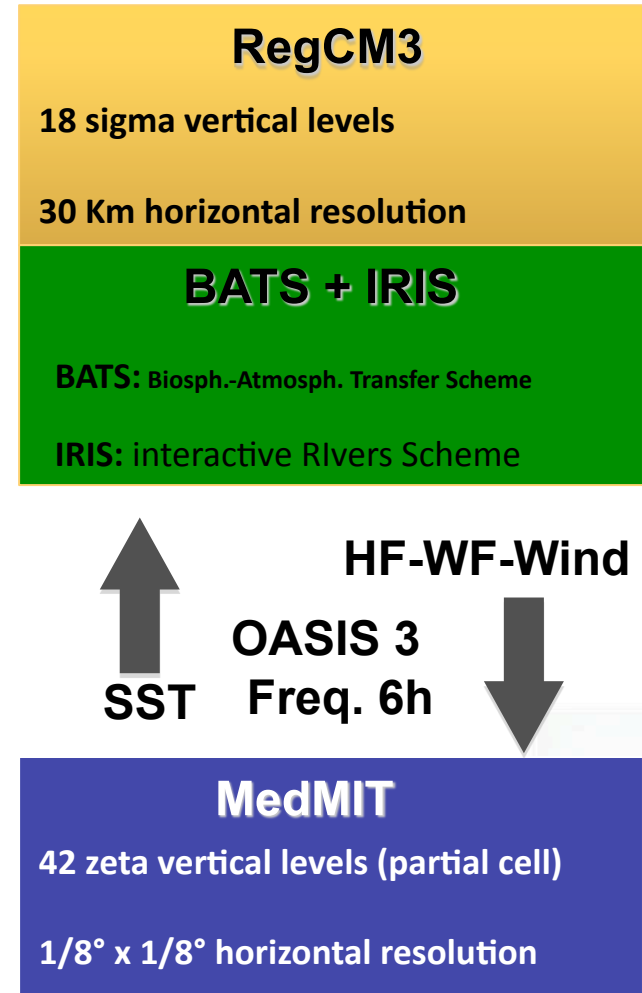 RegCM3
18 sigma vertical levels
30 Km horizontal resolution
BATS + IRIS
BATS: Biosph.-Atmosph. Transfer Scheme
IRIS: interactive RIvers Scheme
HF-WF-Wind
OASIS 3
SST Freq. 6h
MedMIT
42 zeta vertical levels (partial cell)
1/8° x 1/8° horizontal resolution